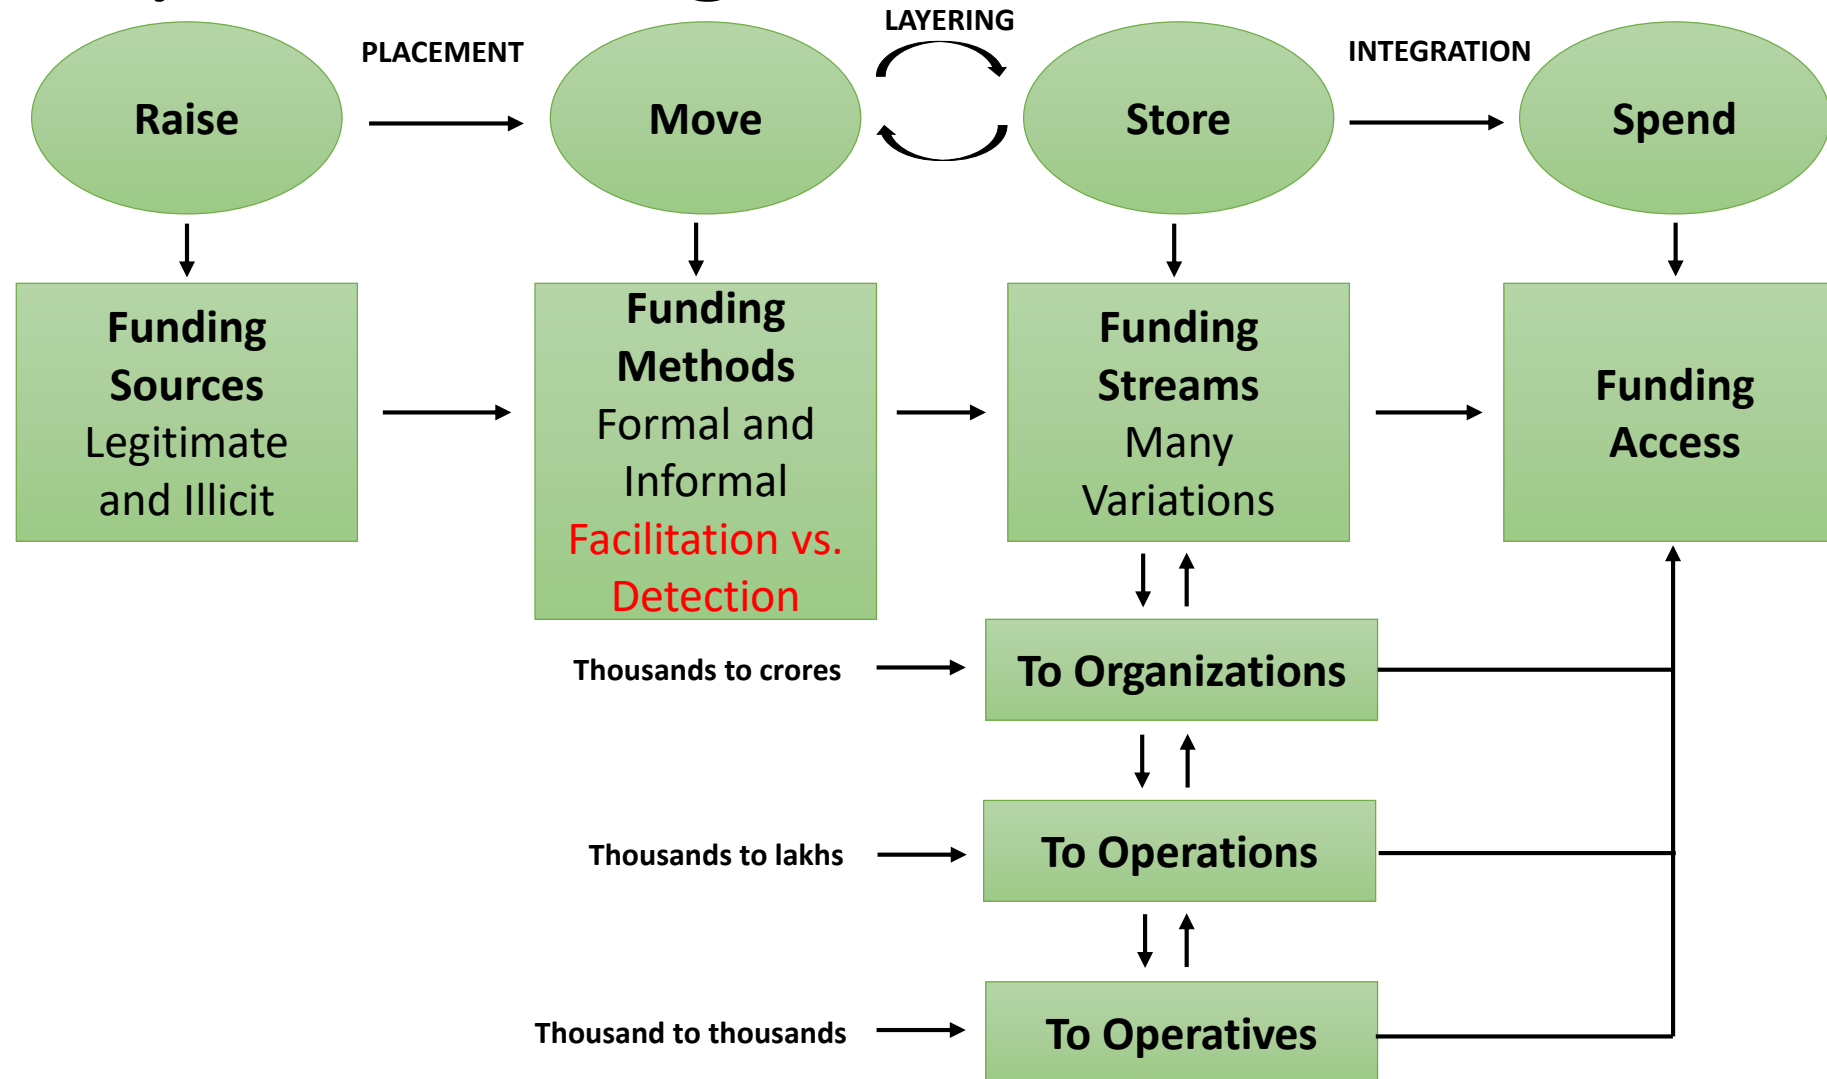 LAYERING
PLACEMENT
INTEGRATION
Raise
Move
Store
Spend
Funding
Sources
Legitimate
and Illicit
Funding
Methods
Formal and
Informal
Facilitation vs.
Detection
Funding
Streams
Many
Variations
Funding
Access
Thousands to crores
To Organizations
Thousands to lakhs
To Operations
Thousand to thousands
To Operatives